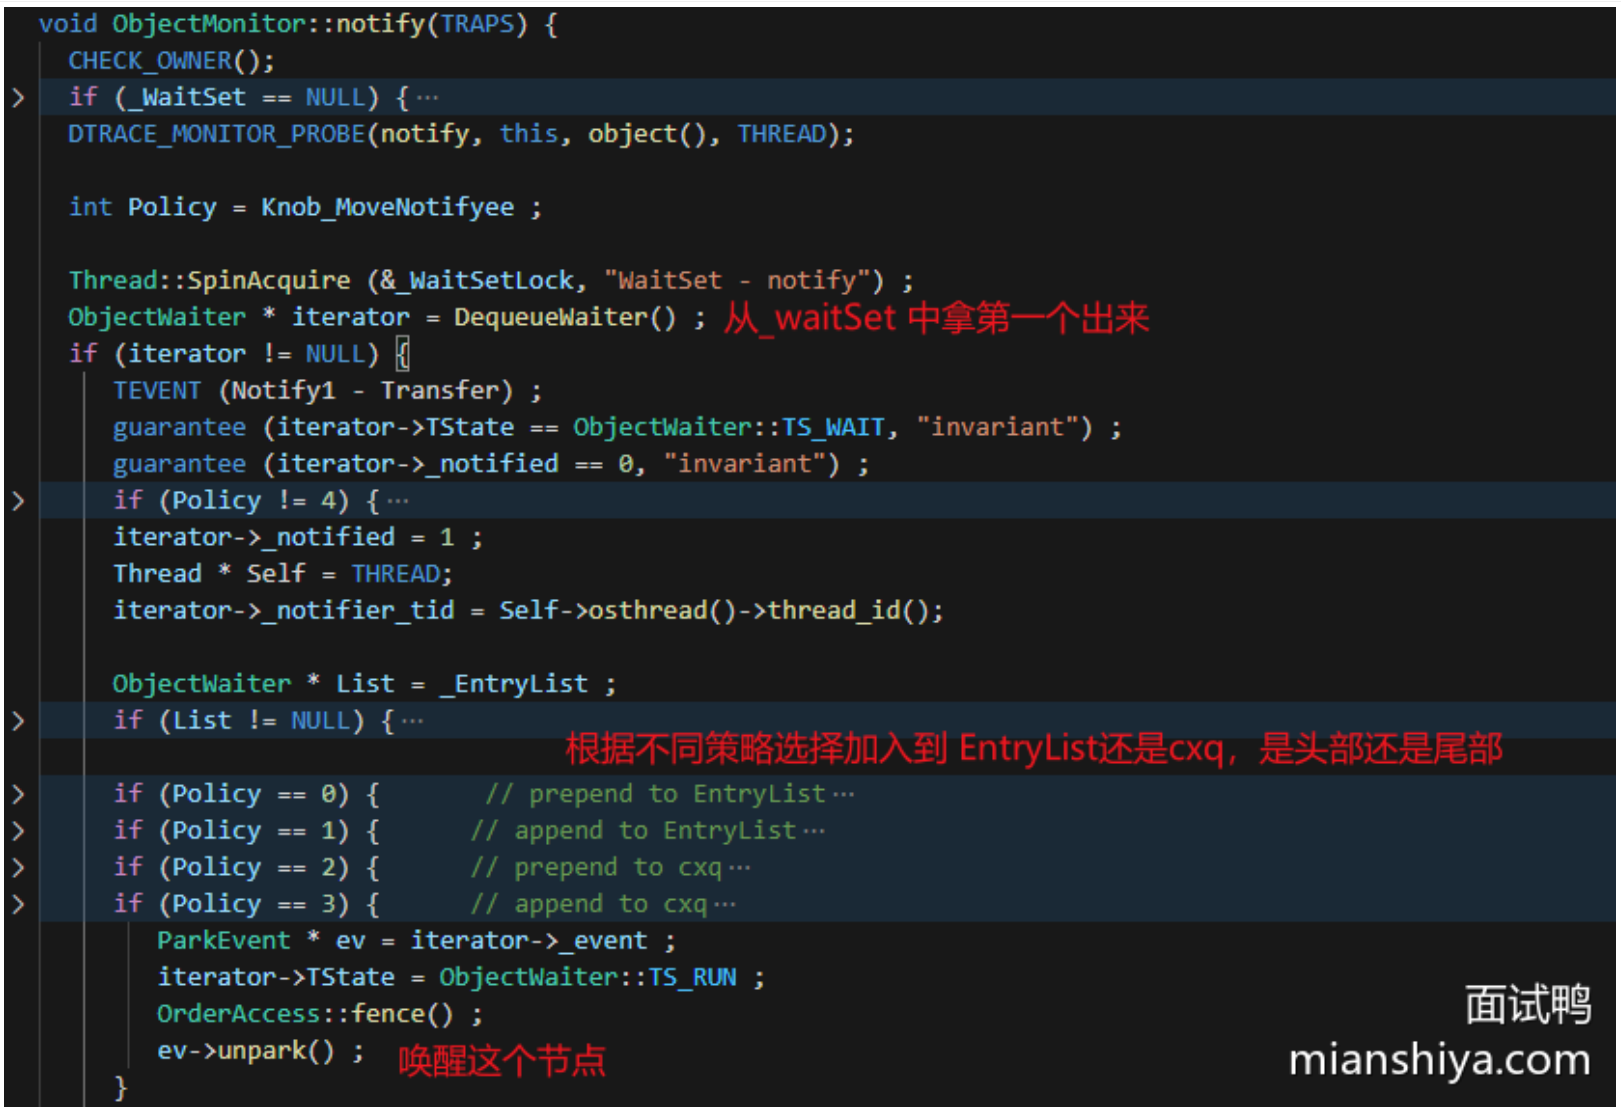 void ObjectMonitor::notify(TRAPS) {
CHECK_OWNER();
if (_WaitSet == NULL) {···
DTRACE_MONITOR_PROBE(notify, this, object(), THREAD);
int Policy = Knob_MoveNotifyee ;
Thread::SpinAcquire (&_WaitSetLock, "WaitSet - notify") ;
ObjectWaiter * iterator = DequeueWaiter() ; 从_waitSet 中拿第一个出来
if (iterator != NULL) {
TEVENT (Notify1 - Transfer) ;
guarantee (iterator->TState == ObjectWaiter::TS_WAIT, "invariant") ;
guarantee (iterator->_notified == 0, "invariant") ;
if (Policy != 4) {···
iterator->_notified = 1 ;
Thread * Self = THREAD;
iterator->_notifier_tid = Self->osthread()->thread_id();
ObjectWaiter * List = _EntryList ;
if (List != NULL) {···
根据不同策略选择加入到 EntryList还是cxq，是头部还是尾部
if (Policy == 0) { // prepend to EntryList···
if (Policy == 1) { // append to EntryList···
if (Policy == 2) { // prepend to cxq···
if (Policy == 3) { // append to cxq···
ParkEvent * ev = iterator->_event ;
iterator->TState = ObjectWaiter::TS_RUN ;
OrderAccess::fence() ;
ev->unpark() ; 唤醒这个节点
}
面试鸭
mianshiya.com